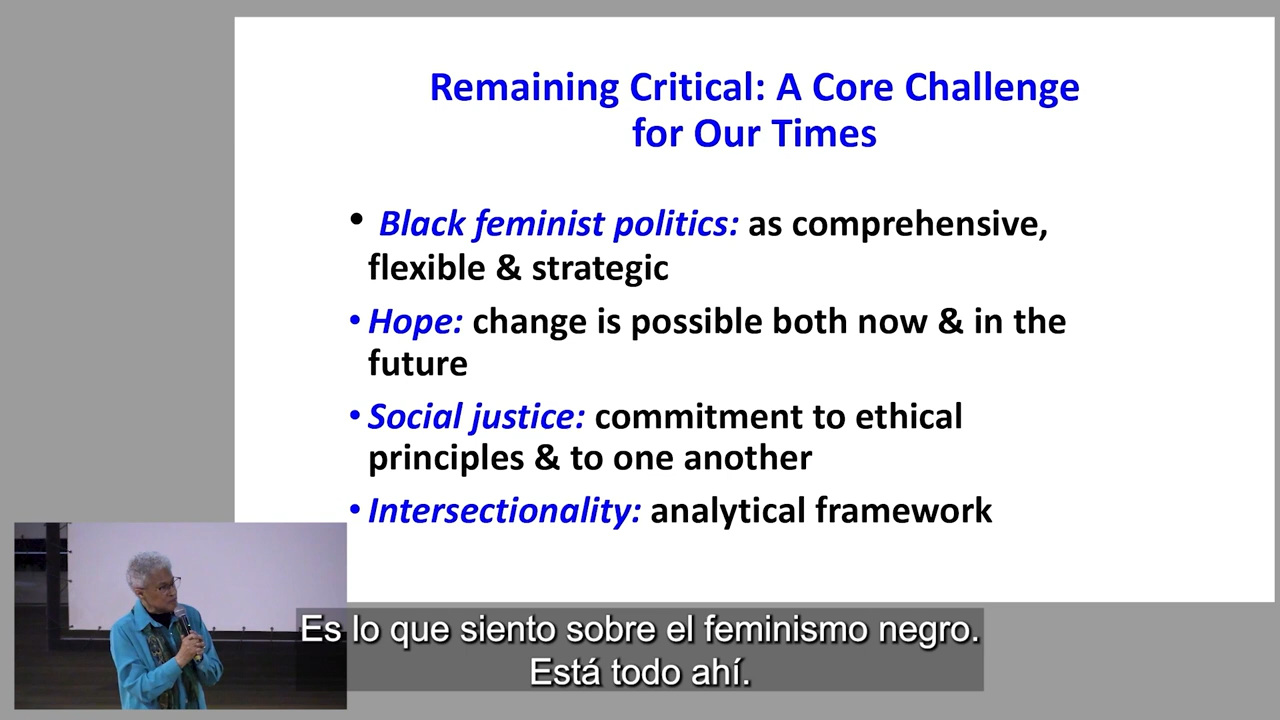 Remaining Critical: A Core Challenge
for Our Times
• Black feminist politics: as comprehensive,
flexible & strategic
• Hope: change is possible both now & in the
future
• Social justice: commitment to ethical
principles & to one another
• Intersectionality: analytical framework
Es lo que siento sobre el feminismo negro.
Está todo ahí.